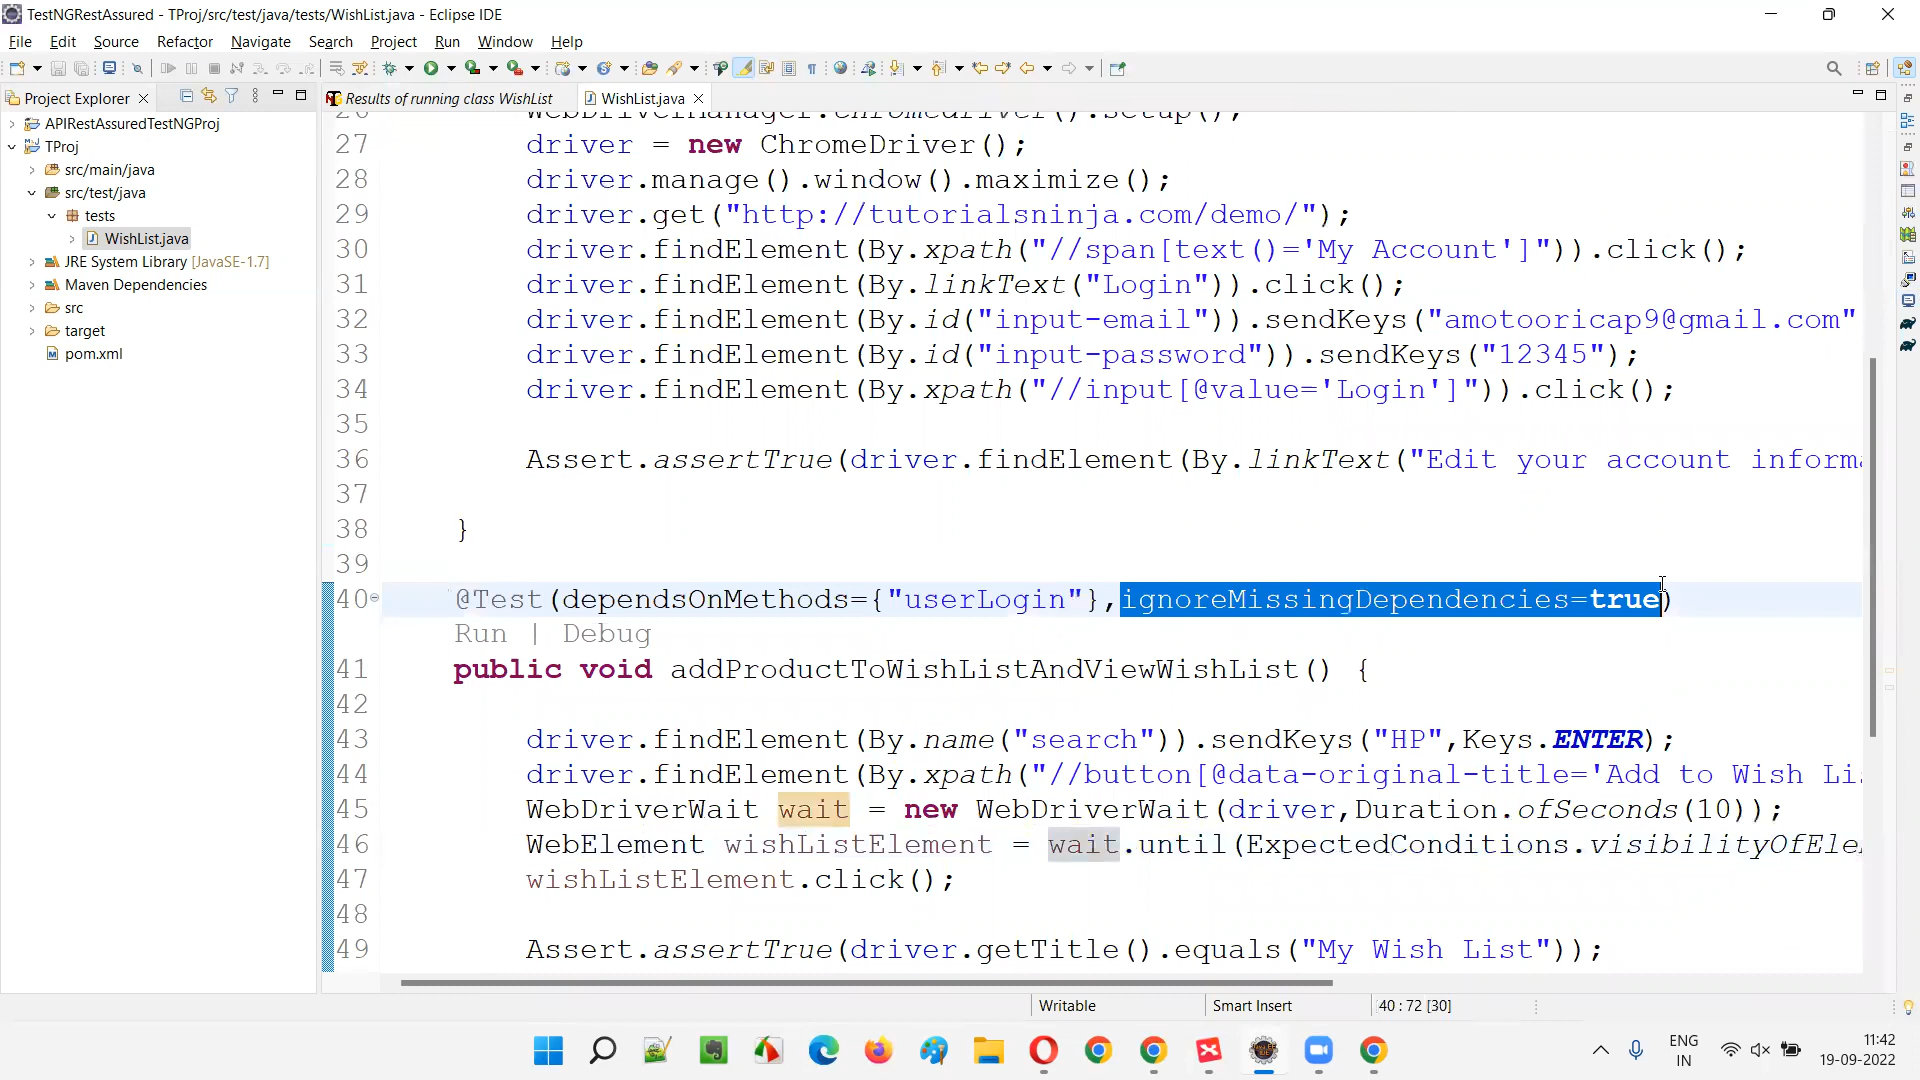 TestNGRestAssured - TProj/src/test/java/tests/WishList.java - Eclipse IDE
File Edit Source Refactor Navigate Search Project Run Window Help
Project Explorer
Results of running class WishList
WishList.java
APIRestAssuredTestNGProj
TProj
src/main/java
src/test/java
tests
WishList.java
JRE System Library [JavaSE-1.7]
Maven Dependencies
src
target
pom.xml
26 WebDriverManager.chromedriver().setup();
27 driver = new ChromeDriver();
28 driver.manage().window().maximize();
29 driver.get("http://tutorialsninja.com/demo/");
30 driver.findElement(By.xpath("//span[text()='My Account']")).click();
31 driver.findElement(By.linkText("Login")).click();
32 driver.findElement(By.id("input-email")).sendKeys("amotooricap9@gmail.com"
33 driver.findElement(By.id("input-password")).sendKeys("12345");
34 driver.findElement(By.xpath("//input[@value='Login']")).click();
35
36 Assert.assertTrue(driver.findElement(By.linkText("Edit your account informa
37
38 }
39
40 @Test(dependsOnMethods={"userLogin"},ignoreMissingDependencies=true)
Run | Debug
41 public void addProductToWishListAndViewWishList() {
42
43 driver.findElement(By.name("search")).sendKeys("HP",Keys.ENTER);
44 driver.findElement(By.xpath("//button[@data-original-title='Add to Wish Li
45 WebDriverWait wait = new WebDriverWait(driver,Duration.ofSeconds(10));
46 WebElement wishListElement = wait.until(ExpectedConditions.visibilityOfEle
47 wishListElement.click();
48
49 Assert.assertTrue(driver.getTitle().equals("My Wish List"));
Writable
Smart Insert
40 : 72 [30]
ENG
IN
11:42
19-09-2022